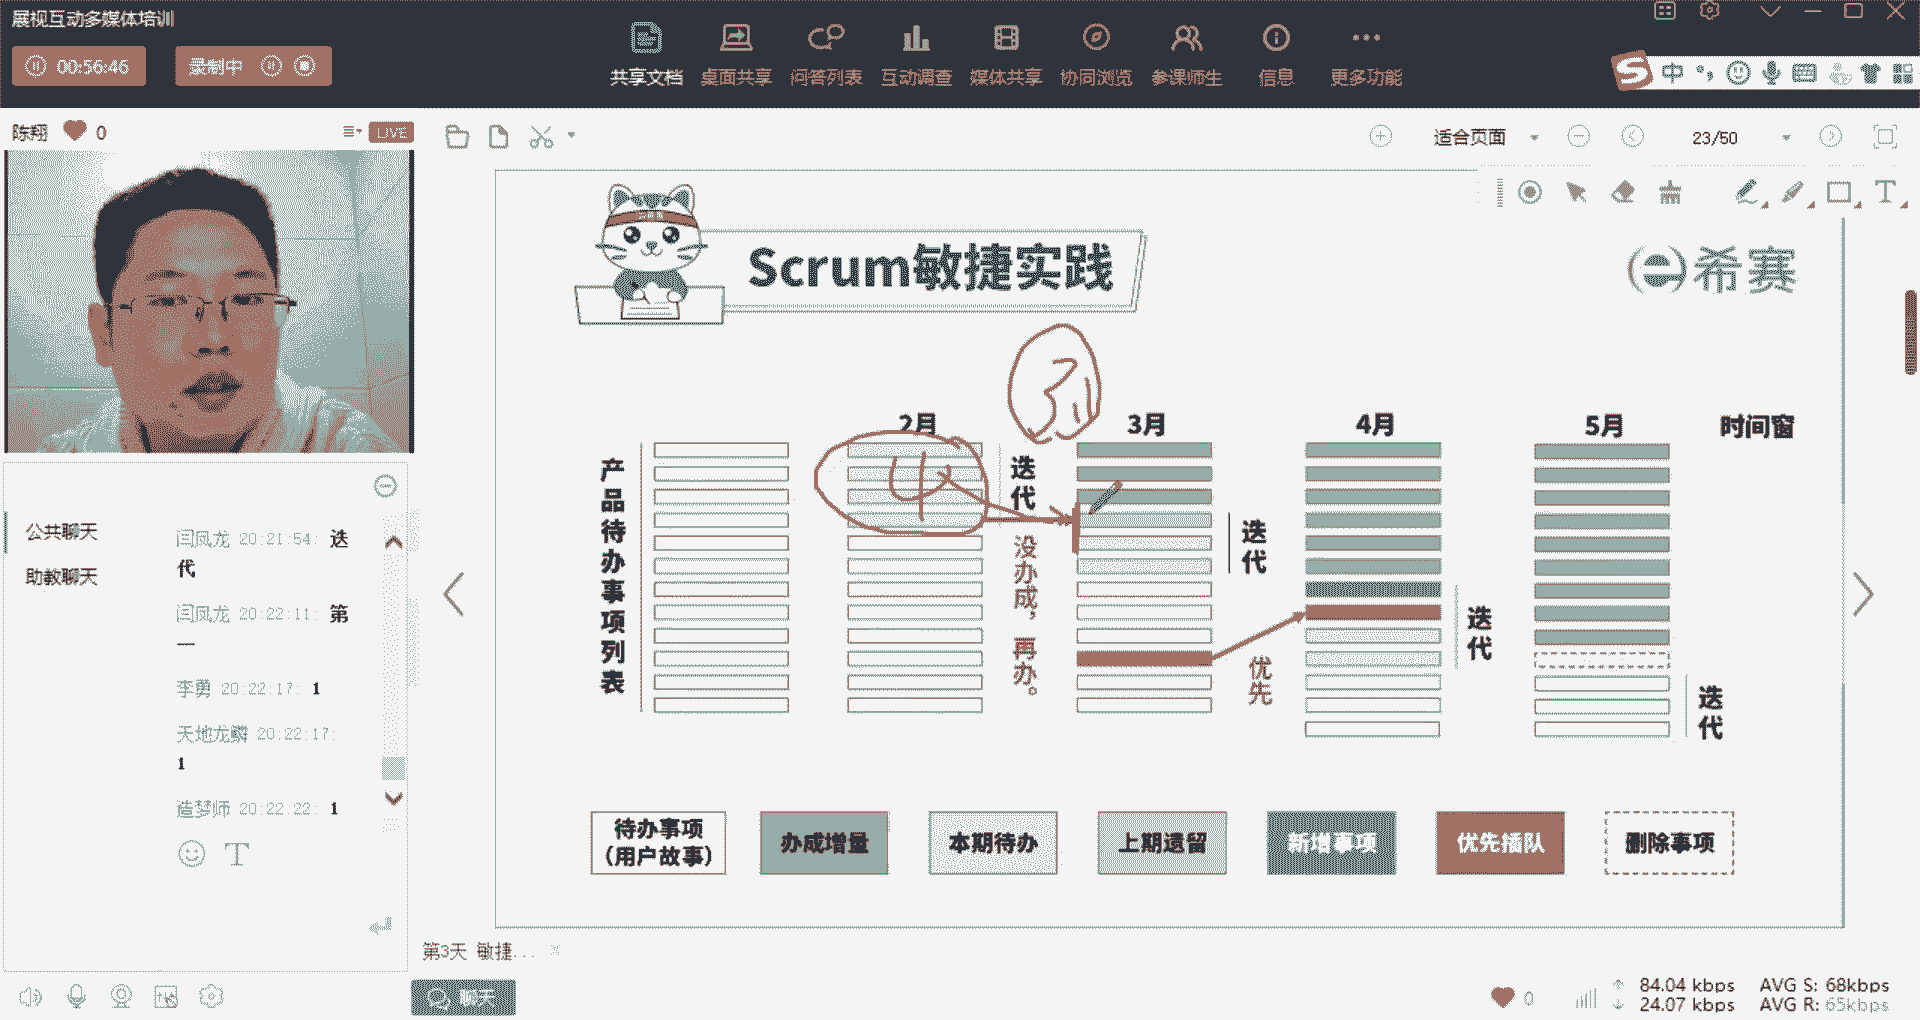 展视互动多媒体培训
00:56:46
录制中
共享文档 桌面共享 问答列表 互动调查 媒体共享 协同浏览 参课师生 信息 更多功能
中
陈翔 0
LIVE
适合页面
23/50
Scrum敏捷实践
希赛
2月 3月 4月 5月 时间窗
产品待办事项列表
迭代
没办成，再办。
迭代
优先
迭代
迭代
4
待办事项
（用户故事）
办成增量
本期待办
上期遗留
新增事项
优先插队
删除事项
公共聊天
助教聊天
闫凤龙 20:21:54: 迭
代
闫凤龙 20:22:11: 第
一
李勇 20:22:17: 1
天地龙麟 20:22:17:
1
造梦师 20:22:22: 1
第3天 敏捷...
聊天
0
84.04 kbps AVG S: 68kbps
24.07 kbps AVG R: 65kbps